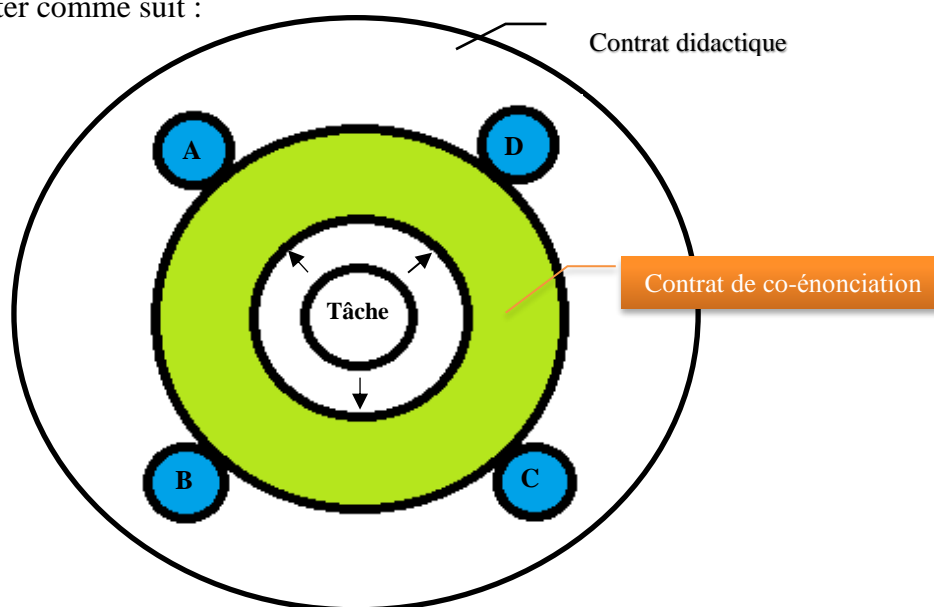 ter comme suit :
Contrat didactique
A
D
Contrat de co-énonciation
Tâche
B
C